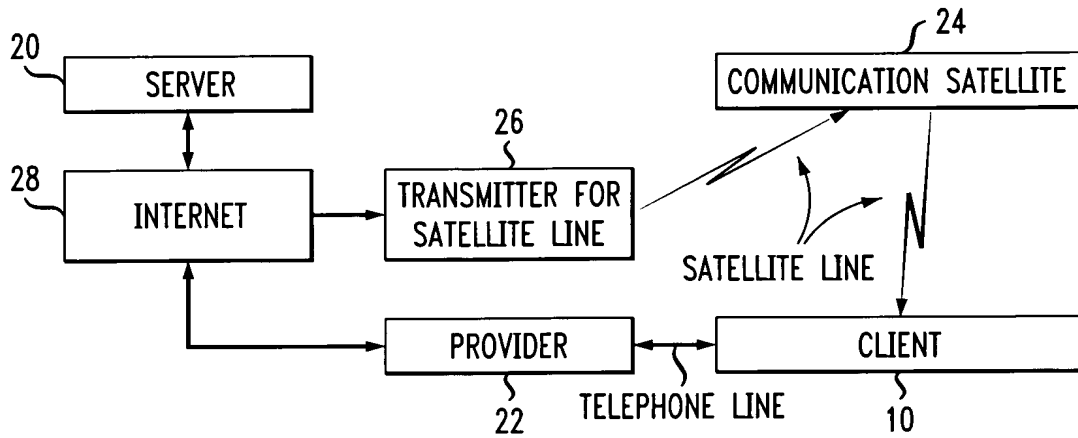 20
SERVER
24
COMMUNICATION SATELLITE
28
INTERNET
26
TRANSMITTER FOR
SATELLITE LINE
SATELLITE LINE
PROVIDER
22
TELEPHONE LINE
CLIENT
10